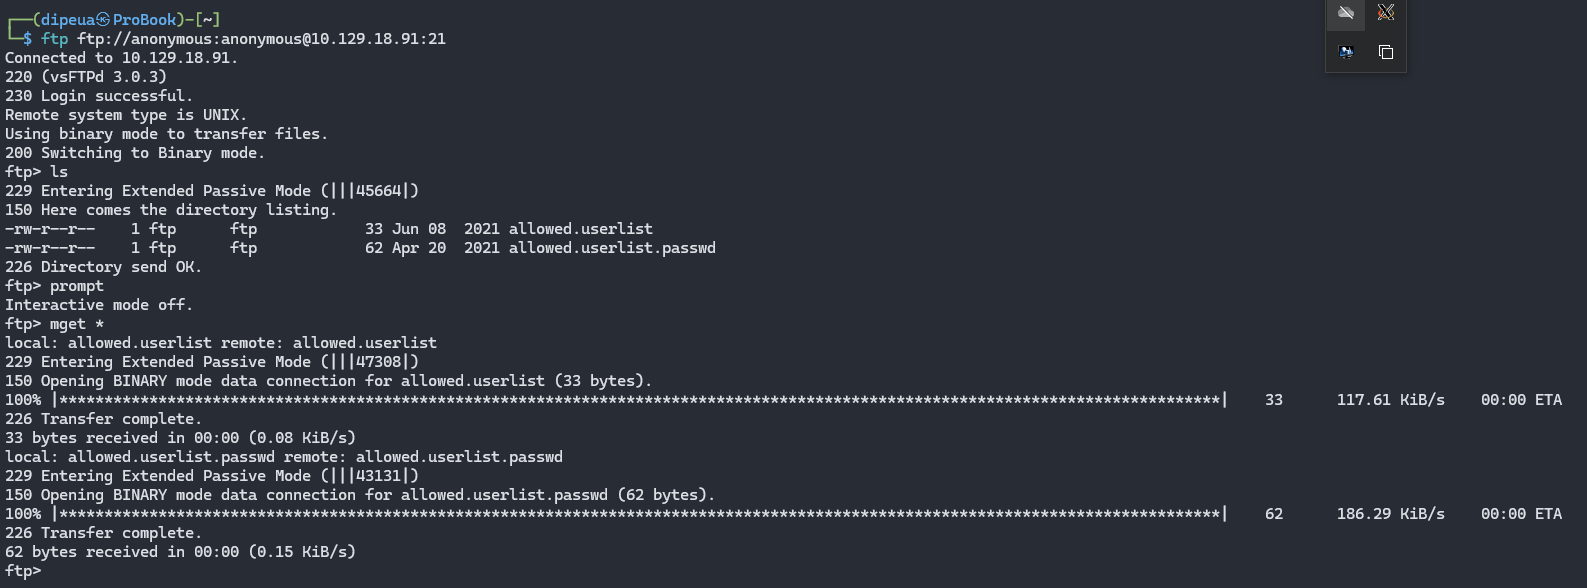 ┌──(dipeua㉿ProBook)-[~]
└─$ ftp ftp://anonymous:anonymous@10.129.18.91:21
Connected to 10.129.18.91.
220 (vsFTPd 3.0.3)
230 Login successful.
Remote system type is UNIX.
Using binary mode to transfer files.
200 Switching to Binary mode.
ftp> ls
229 Entering Extended Passive Mode (|||45664|)
150 Here comes the directory listing.
-rw-r--r--    1 ftp      ftp            33 Jun 08  2021 allowed.userlist
-rw-r--r--    1 ftp      ftp            62 Apr 20  2021 allowed.userlist.passwd
226 Directory send OK.
ftp> prompt
Interactive mode off.
ftp> mget *
local: allowed.userlist remote: allowed.userlist
229 Entering Extended Passive Mode (|||47308|)
150 Opening BINARY mode data connection for allowed.userlist (33 bytes).
100% |*********************************************************************************************************************************|    33      117.61 KiB/s    00:00 ETA
226 Transfer complete.
33 bytes received in 00:00 (0.08 KiB/s)
local: allowed.userlist.passwd remote: allowed.userlist.passwd
229 Entering Extended Passive Mode (|||43131|)
150 Opening BINARY mode data connection for allowed.userlist.passwd (62 bytes).
100% |*********************************************************************************************************************************|    62      186.29 KiB/s    00:00 ETA
226 Transfer complete.
62 bytes received in 00:00 (0.15 KiB/s)
ftp>